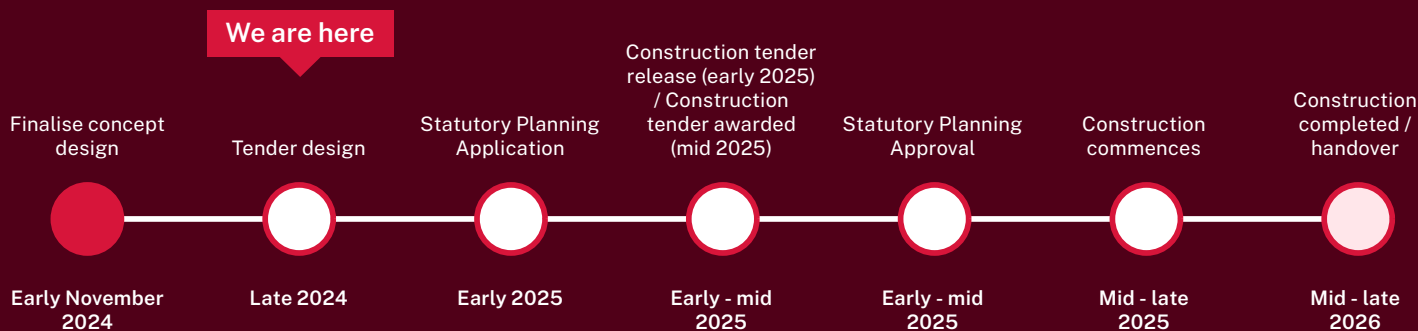 We are here
Finalise concept
design
Tender design
Statutory Planning
Application
Construction tender
release (early 2025)
/ Construction
tender awarded
(mid 2025)
Statutory Planning
Approval
Construction
commences
Construction
completed /
handover
Early November
2024
Late 2024
Early 2025
Early - mid
2025
Early - mid
2025
Mid - late
2025
Mid - late
2026